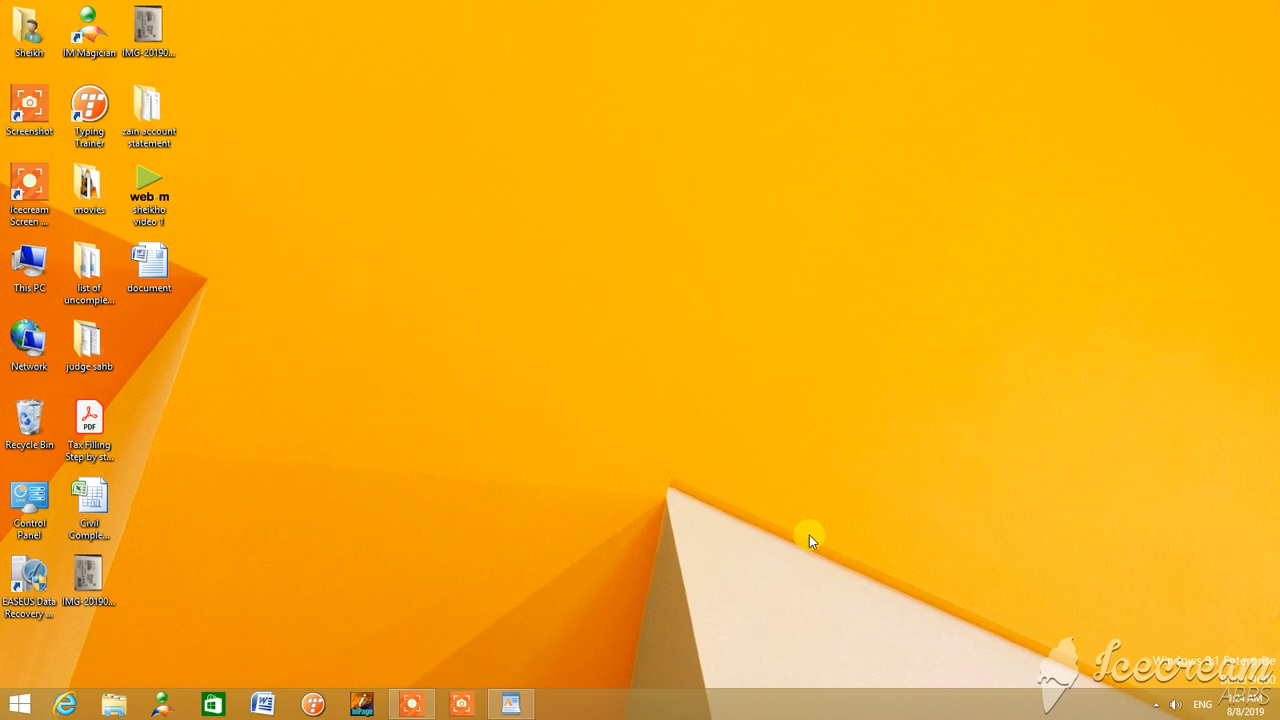 Sheikh
IM Magician
IMG-20190...
Screenshot
Typing
Trainer
zain account
statement
Icecream
Screen ...
movies
web m
sheikho
video 1
This PC
list of
uncomple...
document
Network
judge sahb
PDF
Recycle Bin
Tax Filling
Step by st...
Control
Panel
Civil
Comple...
EASEUS Data
Recovery ...
IMG-20190...
Icecream
APPS
InPage
ENG
8/8/2019